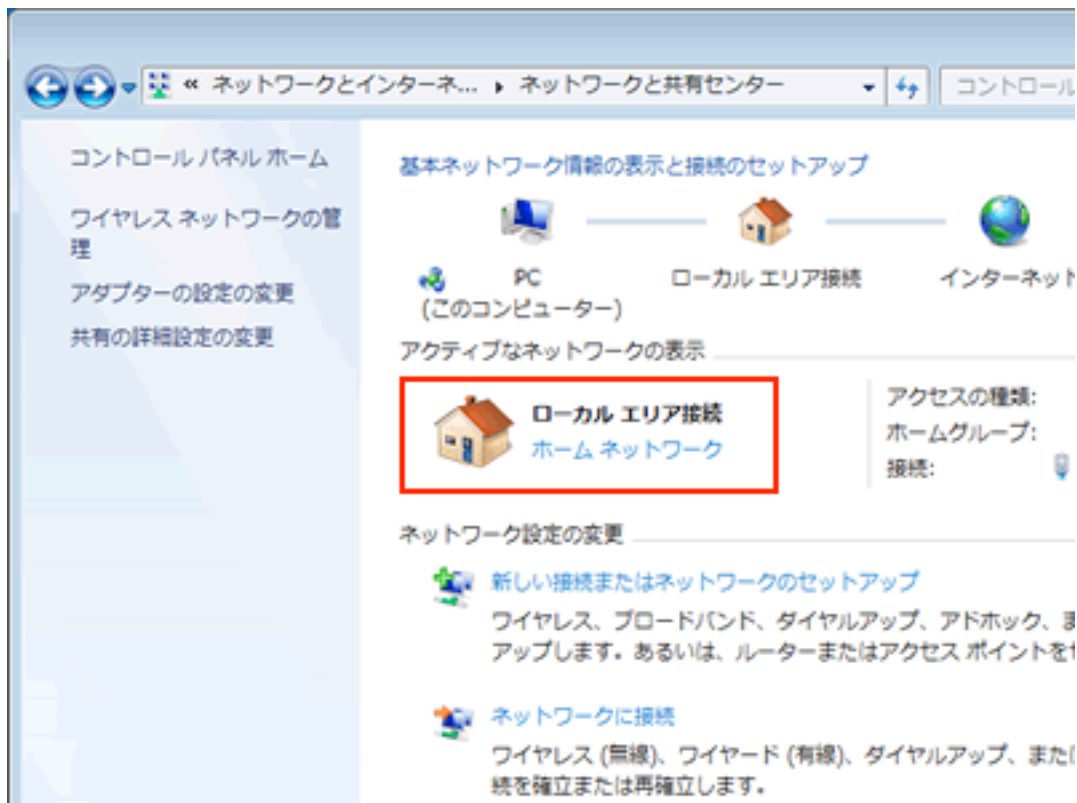 « ネットワークとインターネ... ▸ ネットワークと共有センター
コントロール
コントロール パネル ホーム
ワイヤレス ネットワークの管
理
アダプターの設定の変更
共有の詳細設定の変更
基本ネットワーク情報の表示と接続のセットアップ
PC
(このコンピューター)
ローカル エリア接続
インターネット
アクティブなネットワークの表示
ローカル エリア接続
ホーム ネットワーク
アクセスの種類:
ホームグループ:
接続:
ネットワーク設定の変更
新しい接続またはネットワークのセットアップ
ワイヤレス、ブロードバンド、ダイヤルアップ、アドホック、ま
アップします。あるいは、ルーターまたはアクセス ポイントを
ネットワークに接続
ワイヤレス (無線)、ワイヤード (有線)、ダイヤルアップ、また
続を確立または再確立します。